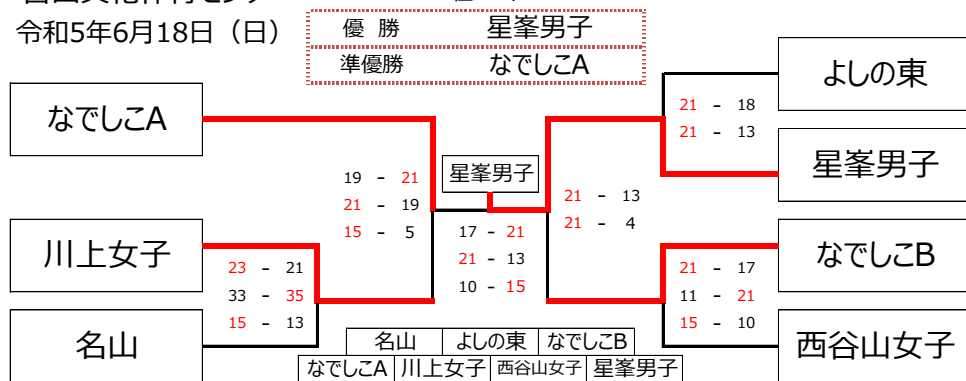 令和5年6月18日（日）
優 勝 星峯男子
準優勝 なでしこA
なでしこA
川上女子
名山
よしの東
星峯男子
なでしこB
西谷山女子
21 - 18
21 - 13
19 - 21
21 - 19
15 - 5
星峯男子
21 - 13
21 - 4
17 - 21
21 - 13
10 - 15
23 - 21
33 - 35
15 - 13
21 - 17
11 - 21
15 - 10
名山 よしの東 なでしこB
なでしこA 川上女子 西谷山女子 星峯男子